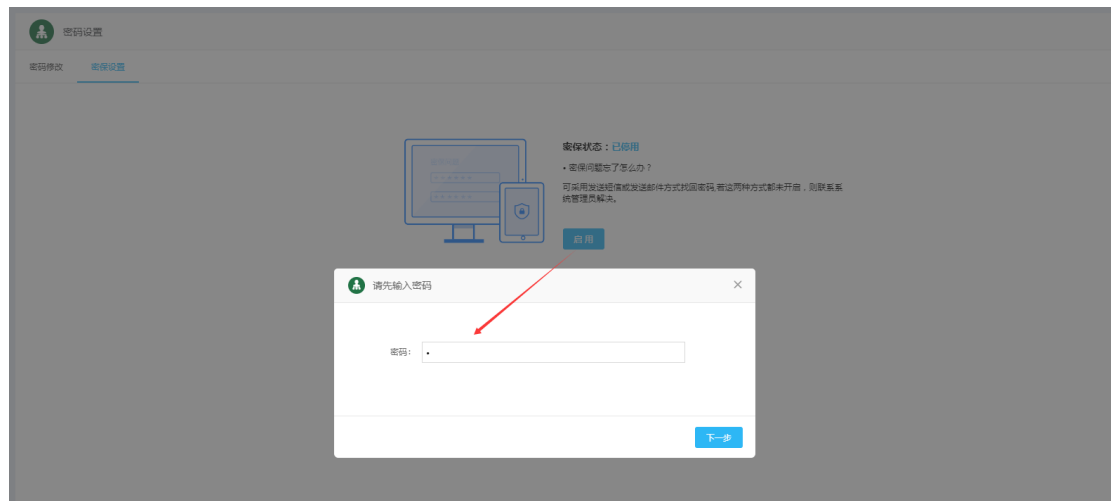 密码设置
密码修改 密保设置
密保状态：已停用
• 密保问题忘了怎么办？
可采用发送短信或发送邮件方式找回密码,若这两种方式都未开启，则联系系
统管理员解决。
启用
请先输入密码
密码：
下一步